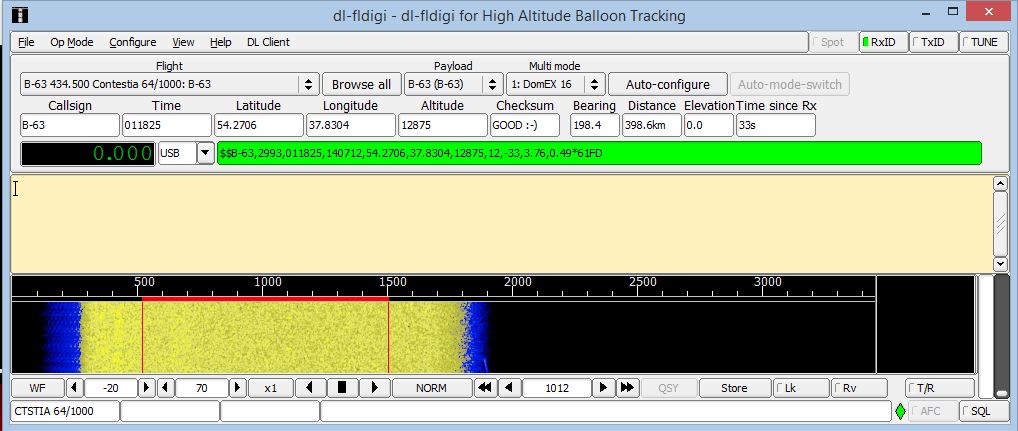 dl-fldigi - dl-fldigi for High Altitude Balloon Tracking
File Op Mode Configure View Help DL Client Spot RxID TxID TUNE
Flight Payload Multi mode
B-63 434.500 Contestia 64/1000: B-63 Browse all B-63 (B-63) 1: DomEX 16 Auto-configure Auto-mode-switch
Callsign Time Latitude Longitude Altitude Checksum Bearing Distance Elevation Time since Rx
B-63 011825 54.2706 37.8304 12875 GOOD :-) 198.4 398.6km 0.0 33s
0.000 USB $$B-63,2993,011825,140712,54.2706,37.8304,12875,12,-33,3.76,0.49*61FD
500 1000 1500 2000 2500 3000
WF -20 70 x1 NORM 1012 QSY Store Lk Rv T/R
CTSTIA 64/1000 AFC SQL